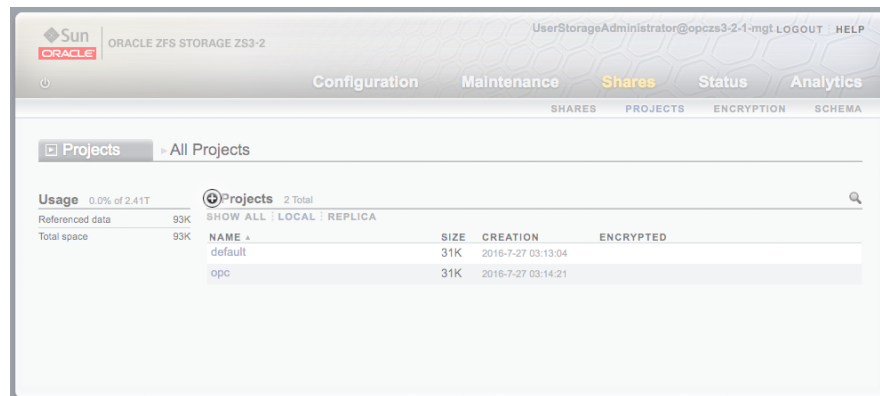 Sun
ORACLE
ORACLE ZFS STORAGE ZS3-2
UserStorageAdministrator@opczs3-2-1-mgt LOGOUT HELP
Configuration Maintenance Shares Status Analytics
SHARES PROJECTS ENCRYPTION SCHEMA
Projects All Projects
Usage 0.0% of 2.41T
Referenced data 93K
Total space 93K
Projects 2 Total
SHOW ALL LOCAL REPLICA
NAME SIZE CREATION ENCRYPTED
default 31K 2016-7-27 03:13:04
opc 31K 2016-7-27 03:14:21